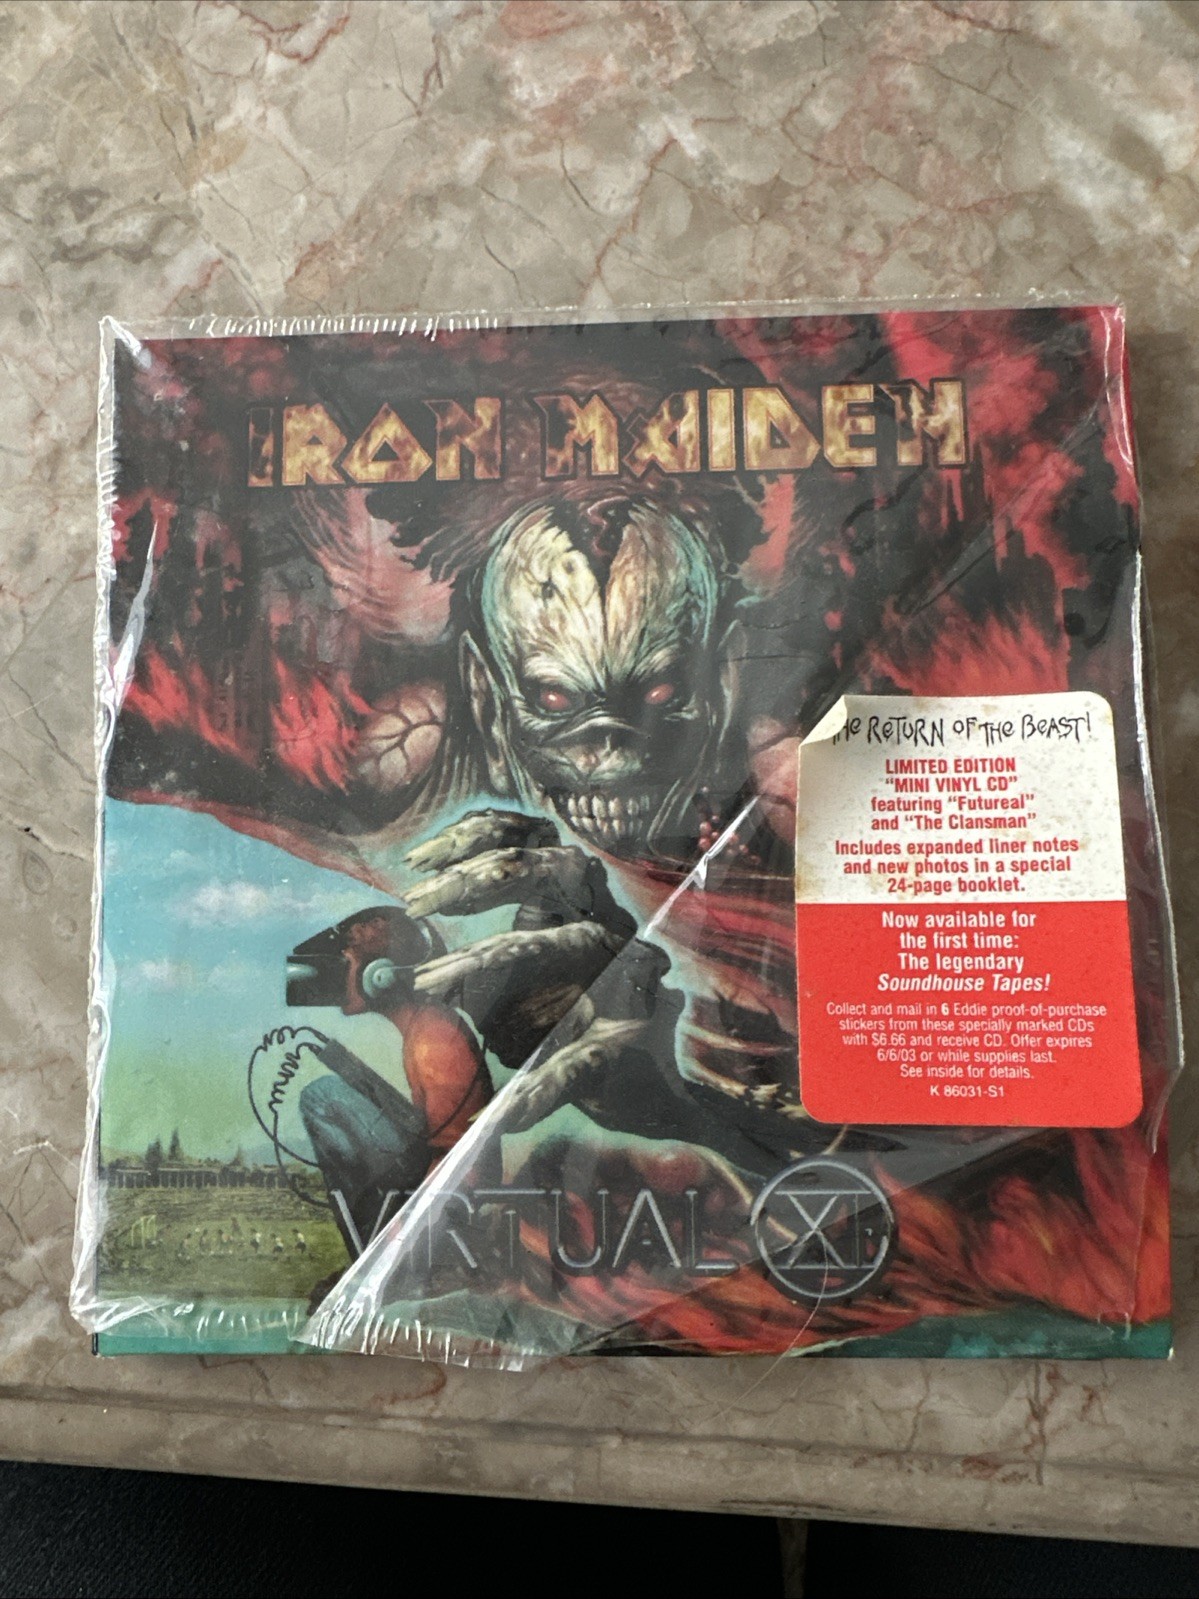 IRON MAIDEN
THE RETURN OF THE BEAST!
LIMITED EDITION
"MINI VINYL CD"
featuring "Futureal"
and "The Clansman"
Includes expanded liner notes
and new photos in a special
24-page booklet.
Now available for
the first time:
The legendary
Soundhouse Tapes!
Collect and mail in 6 Eddie proof-of-purchase
stickers from these specially marked CDs
with $6.66 and receive CD. Offer expires
6/6/03 or while supplies last.
See inside for details.
K 86031-S1
VIRTUAL XI